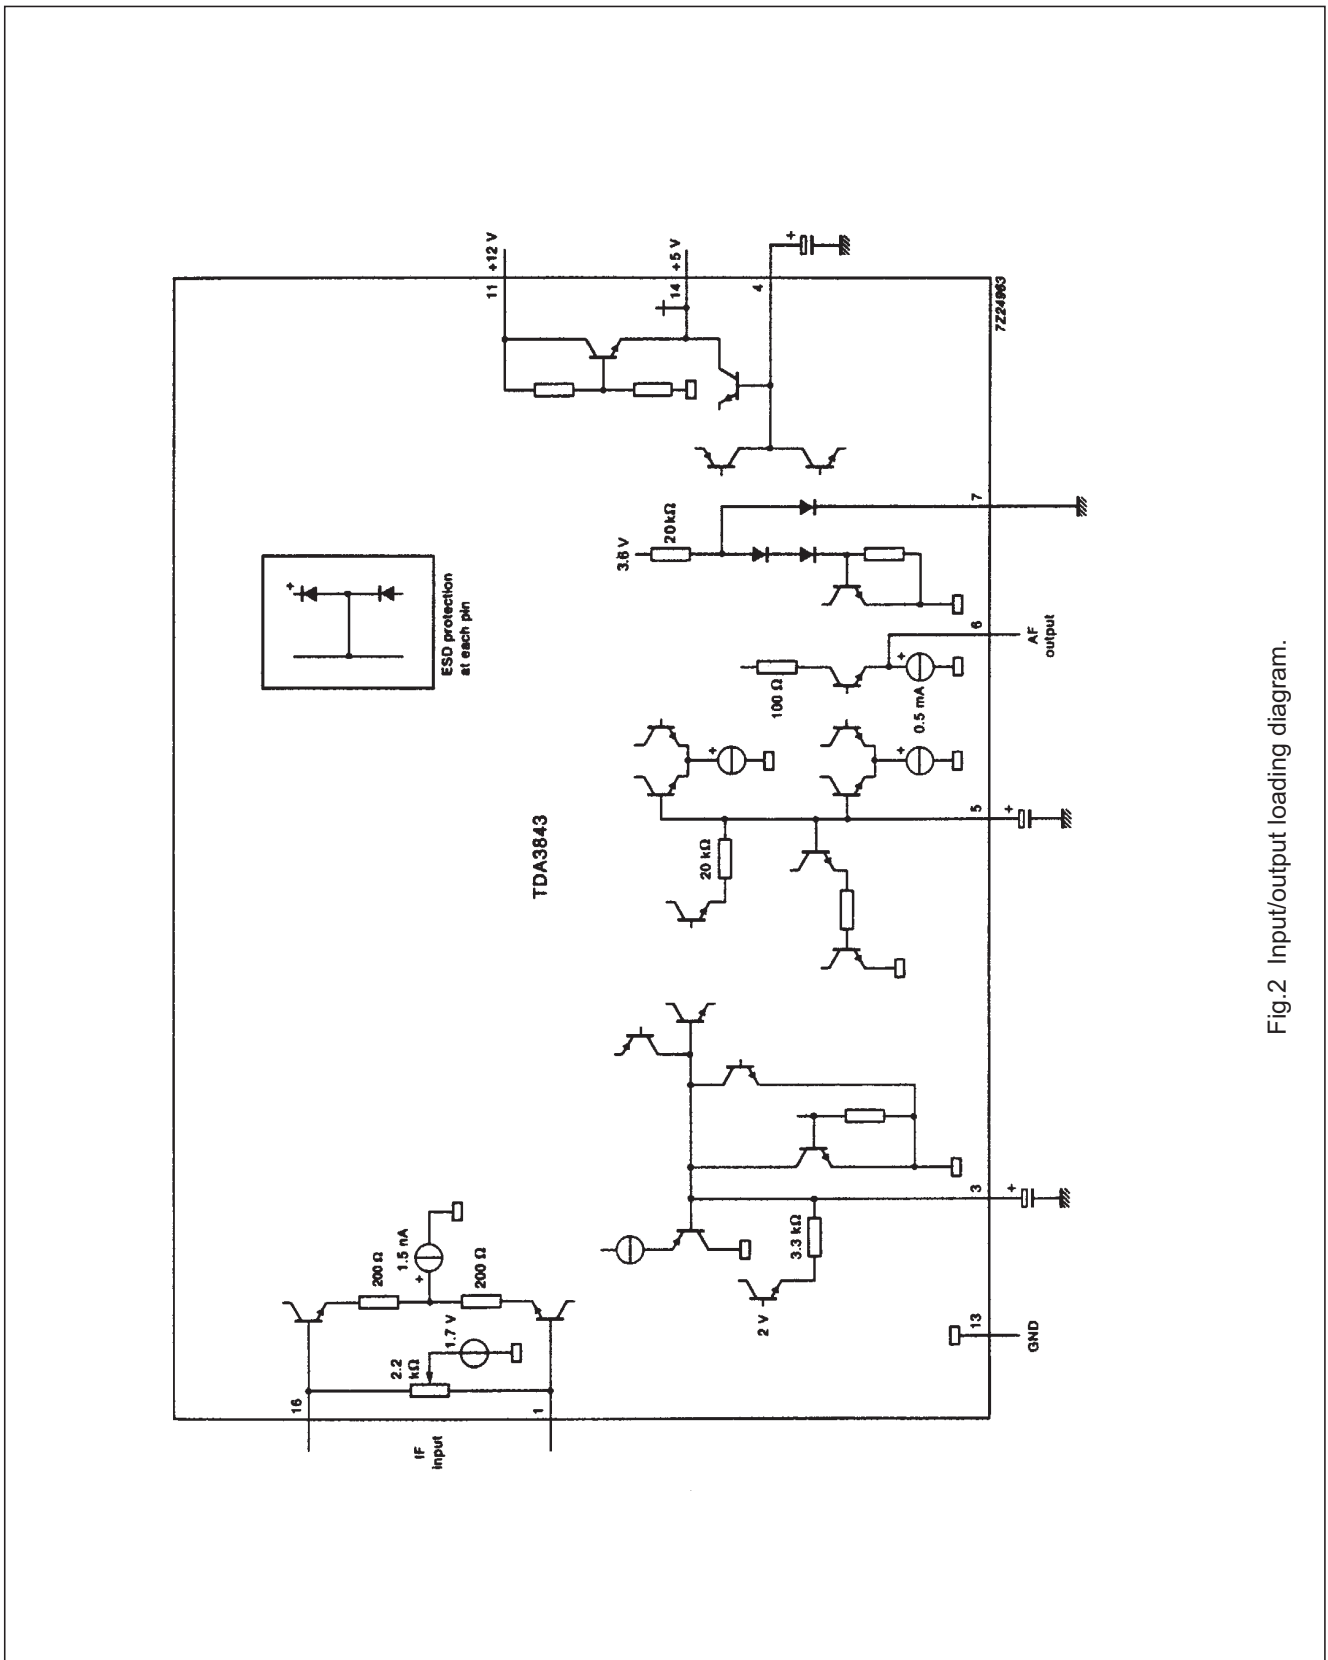 11 +12 V
14 +5 V
4
+
7Z24963
+
ESD protection
at each pin
3.6 V
20 kΩ
7
6
AF
output
100 Ω
+
0.5 mA
+
+
5
+
TDA3843
20 kΩ
3
+
3.3 kΩ
2 V
13
GND
200 Ω
1.5 nA
+
200 Ω
1.7 V
2.2
kΩ
16
1
IF
input
Fig.2 Input/output loading diagram.